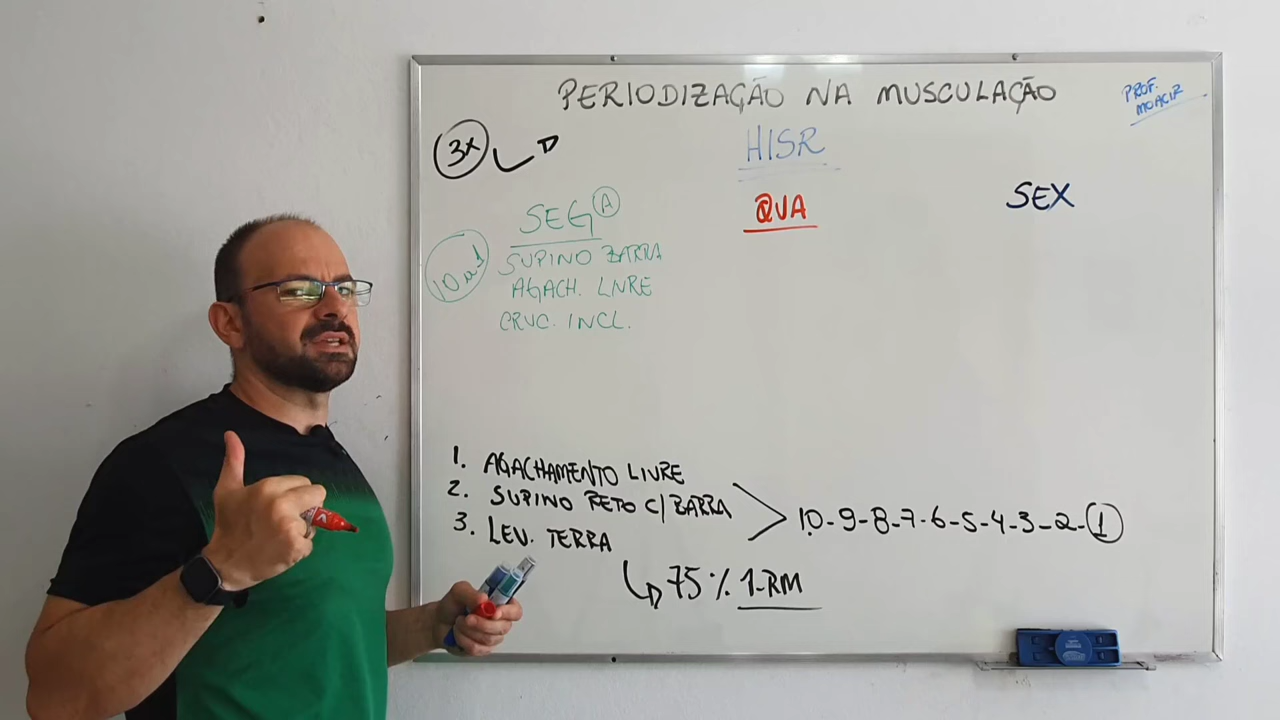 PERIODIZAÇÃO NA MUSCULAÇÃO
PROF. MOACIR
3X
HISR
SEG A
QUA
SEX
10 a 1
SUPINO BARRA
AGACH. LIVRE
CRUC. INCL.
1. AGACHAMENTO LIVRE
2. SUPINO RETO C/ BARRA
3. LEV. TERRA
10-9-8-7-6-5-4-3-2-1
75% 1-RM